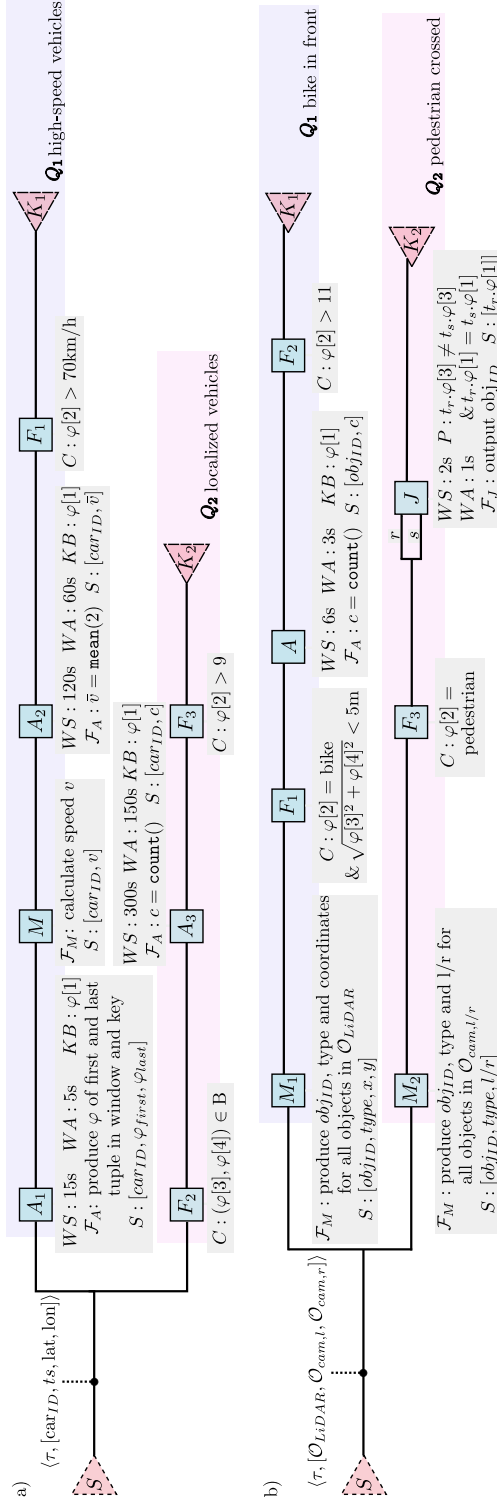 a)
S
⟨τ, [car_ID, ts, lat, lon]⟩
A_1
WS : 15s WA : 5s KB : φ[1]
F_A: produce φ of first and last
tuple in window and key
S : [car_ID, φ_first, φ_last]
M
F_M: calculate speed v
S : [car_ID, v]
A_2
WS : 120s WA : 60s KB : φ[1]
F_A : v̄ = mean(2) S : [car_ID, v̄]
F_1
C : φ[2] > 70km/h
K_1
Q_1 high-speed vehicles
F_2
C : (φ[3], φ[4]) ∈ B
A_3
WS : 300s WA : 150s KB : φ[1]
F_A : c = count() S : [car_ID, c]
F_3
C : φ[2] > 9
K_2
Q_2 localized vehicles
b)
S
⟨τ, [O_LiDAR, O_cam,l, O_cam,r]⟩
M_1
F_M : produce obj_ID, type and coordinates
for all objects in O_LiDAR
S : [obj_ID, type, x, y]
F_1
C : φ[2] = bike
& √φ[3]² + φ[4]² < 5m
A
WS : 6s WA : 3s KB : φ[1]
F_A : c = count() S : [obj_ID, c]
F_2
C : φ[2] > 11
K_1
Q_1 bike in front
M_2
F_M : produce obj_ID, type and l/r for
all objects in O_cam,l/r
S : [obj_ID, type, l/r]
F_3
C : φ[2] =
pedestrian
r
s
J
WS : 2s P : t_r.φ[3] ≠ t_s.φ[3]
WA : 1s & t_r.φ[1] = t_s.φ[1]
F_J : output obj_ID S : [t_r.φ[1]]
K_2
Q_2 pedestrian crossed